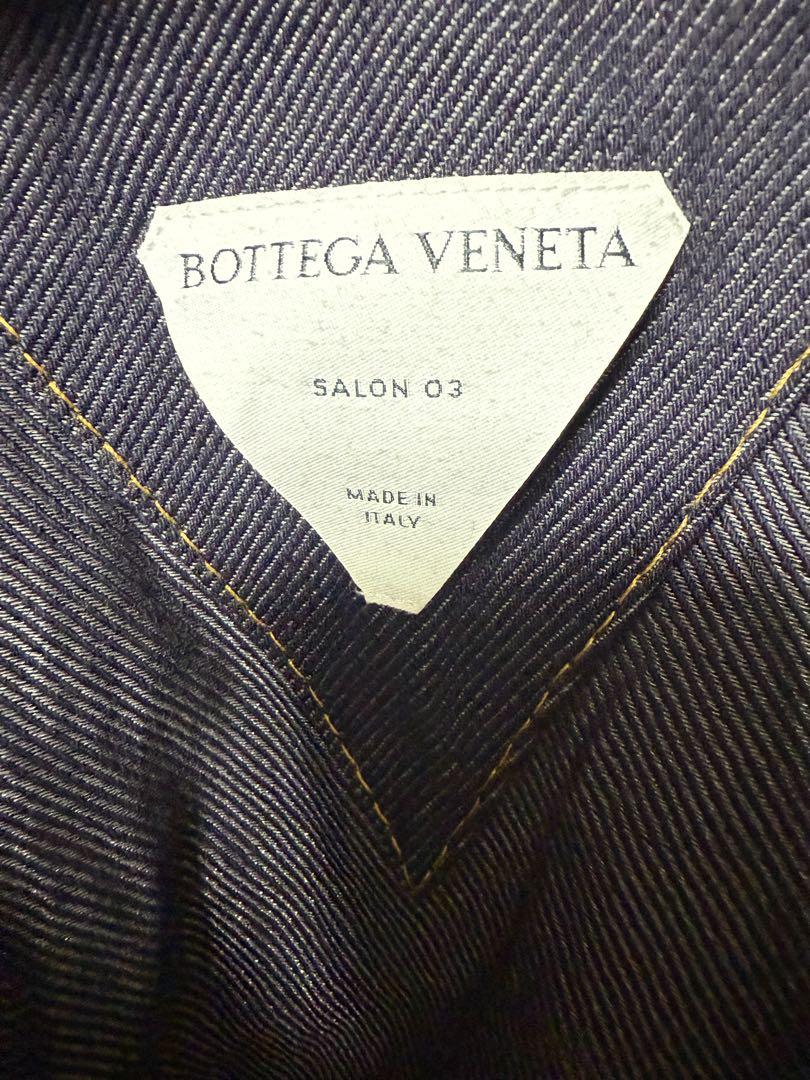 BOTTEGA VENETA
SALON 03
MADE IN
ITALY